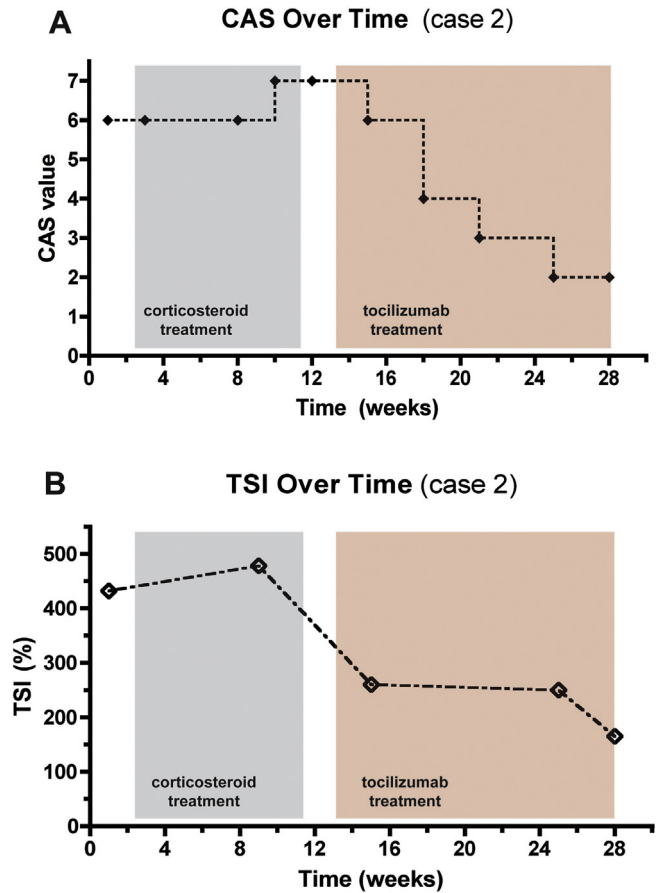 A
CAS Over Time (case 2)
7
6
5
4
3
2
1
0
CAS value
corticosteroid
treatment
tocilizumab
treatment
0 4 8 12 16 20 24 28
Time (weeks)
B
TSI Over Time (case 2)
500
400
300
200
100
0
TSI (%)
corticosteroid
treatment
tocilizumab
treatment
0 4 8 12 16 20 24 28
Time (weeks)